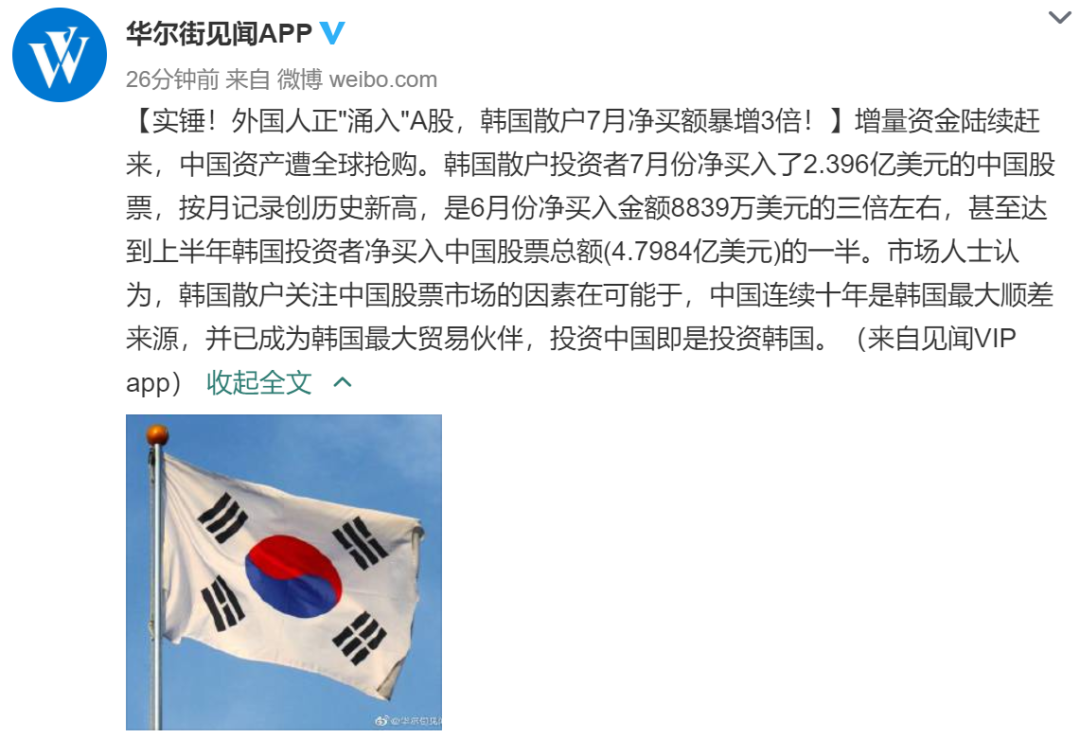 华尔街见闻APP
26分钟前 来自 微博 weibo.com
【实锤！外国人正"涌入"A股，韩国散户7月净买额暴增3倍！】增量资金陆续赶
来，中国资产遭全球抢购。韩国散户投资者7月份净买入了2.396亿美元的中国股
票，按月记录创历史新高，是6月份净买入金额8839万美元的三倍左右，甚至达
到上半年韩国投资者净买入中国股票总额(4.7984亿美元)的一半。市场人士认
为，韩国散户关注中国股票市场的因素在可能于，中国连续十年是韩国最大顺差
来源，并已成为韩国最大贸易伙伴，投资中国即是投资韩国。（来自见闻VIP
app） 收起全文
@华尔街见闻